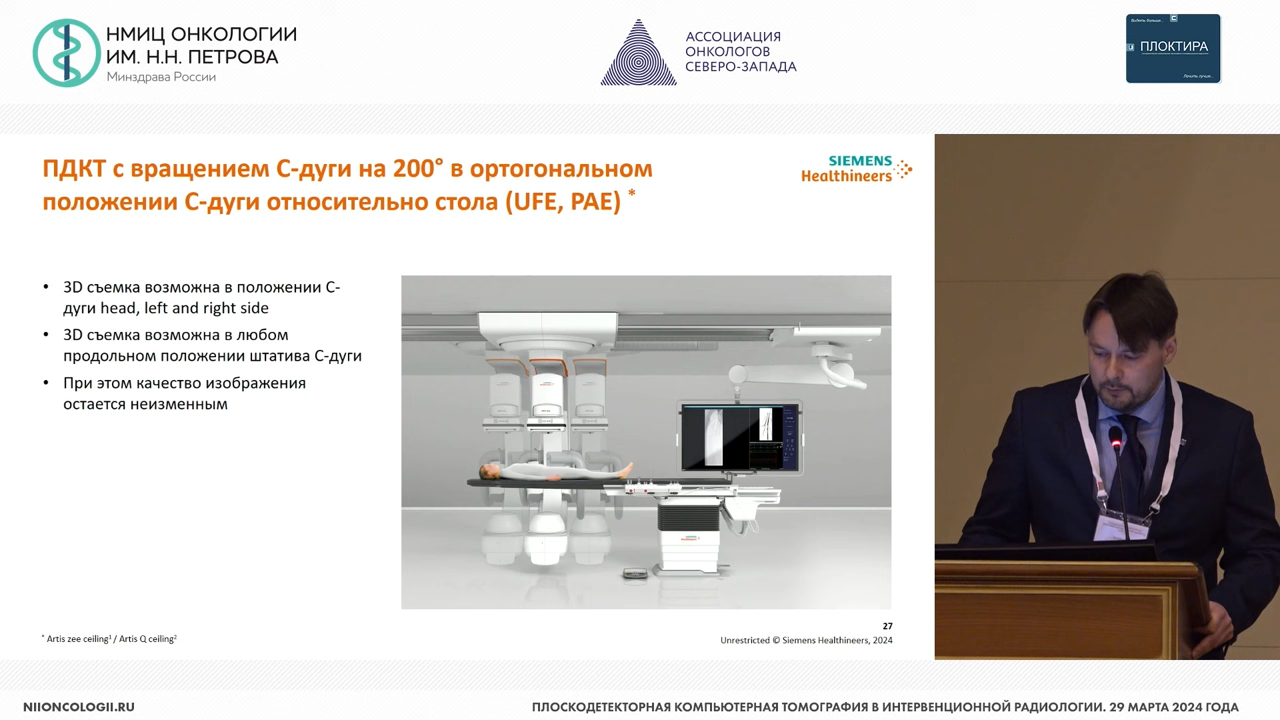 НМИЦ ОНКОЛОГИИ
ИМ. Н.Н. ПЕТРОВА
Минздрава России
АССОЦИАЦИЯ
ОНКОЛОГОВ
СЕВЕРО-ЗАПАДА
ПЛОКТИРА
ПДКТ с вращением С-дуги на 200° в ортогональном
положении С-дуги относительно стола (UFE, PAE) *
SIEMENS
Healthineers
• 3D съемка возможна в положении С-
дуги head, left and right side
• 3D съемка возможна в любом
продольном положении штатива С-дуги
• При этом качество изображения
остается неизменным
* Artis zee ceiling¹ / Artis Q ceiling²
27
Unrestricted © Siemens Healthineers, 2024
NIIONCOLOGII.RU
ПЛОСКОДЕТЕКТОРНАЯ КОМПЬЮТЕРНАЯ ТОМОГРАФИЯ В ИНТЕРВЕНЦИОННОЙ РАДИОЛОГИИ. 29 МАРТА 2024 ГОДА